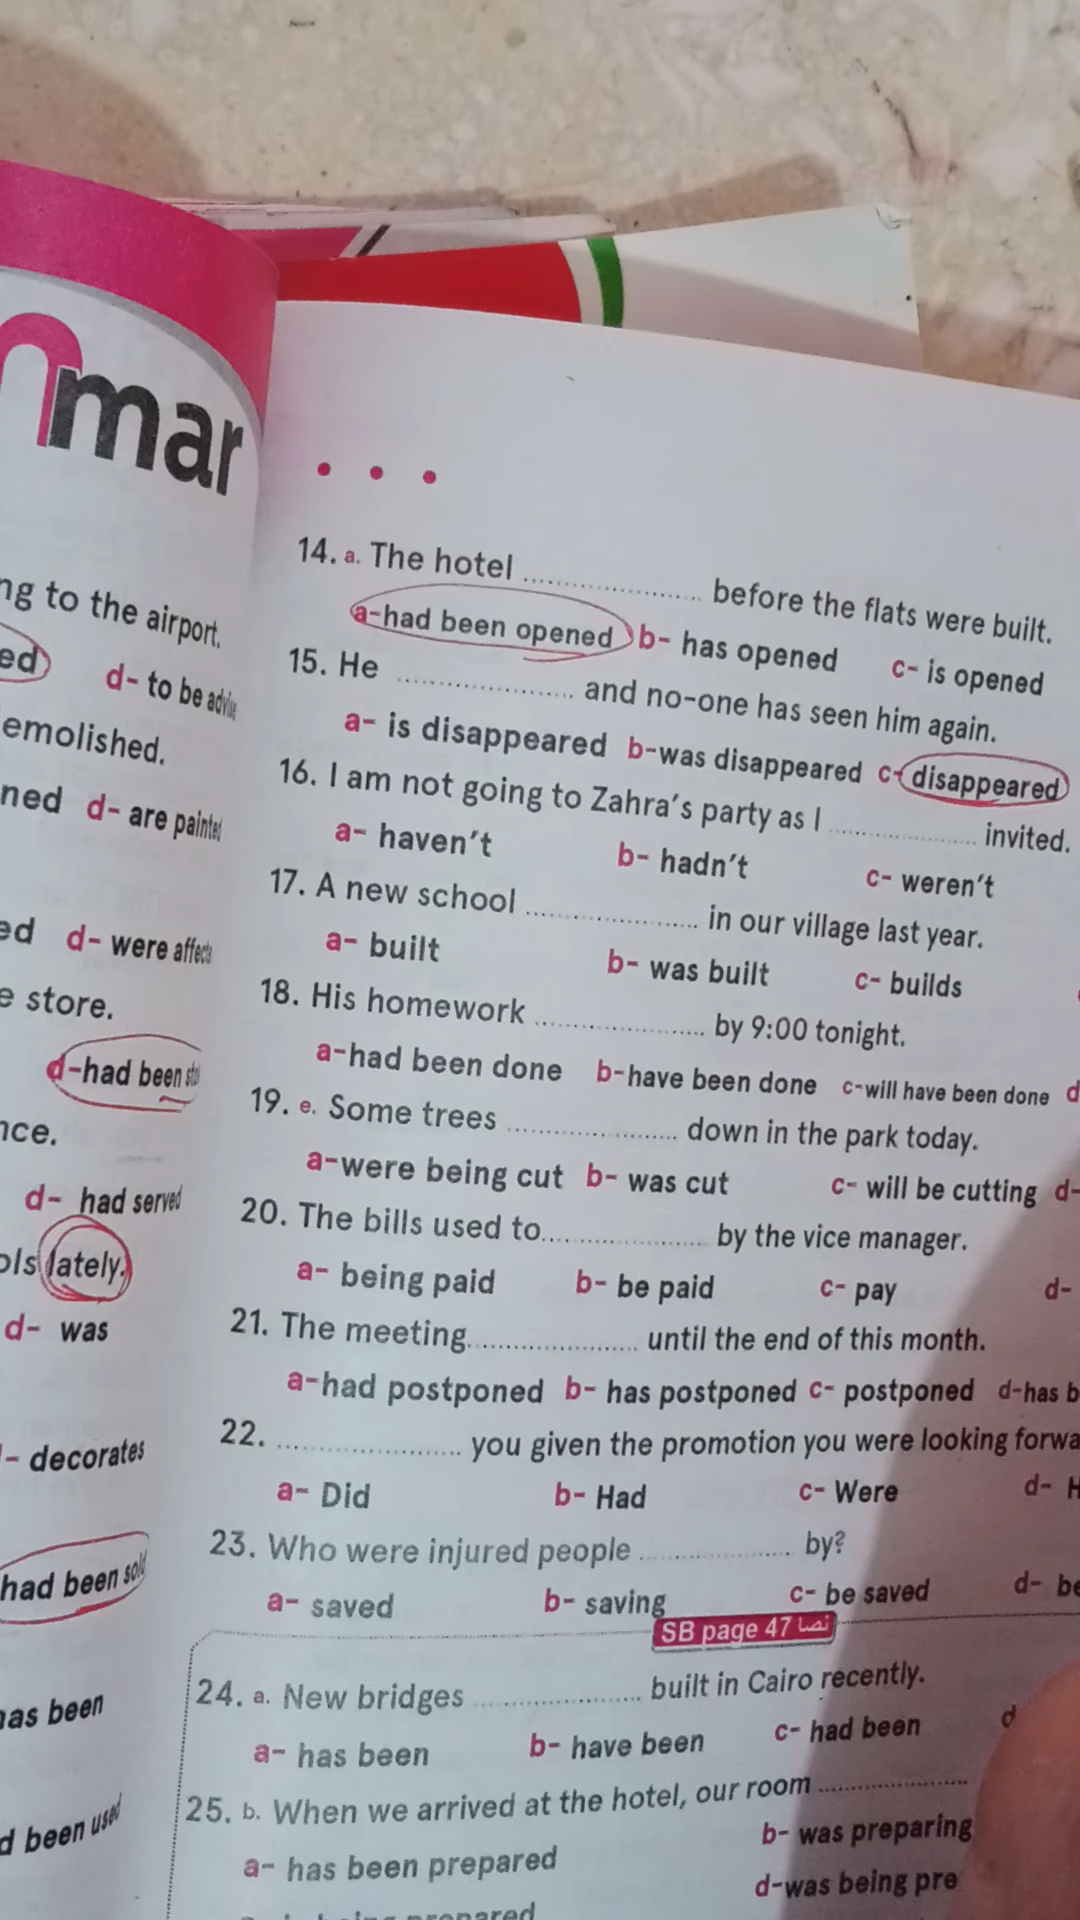 mar
ng to the airport.
ed d- to be advise
emolished.
ned d- are painted
ed d- were affects
e store.
d-had been sto
nce.
d- had served
ols lately.
d- was
- decorates
had been sold
has been
d been used
14. a. The hotel .................... before the flats were built.
a-had been opened b- has opened c- is opened
15. He .................... and no-one has seen him again.
a- is disappeared b-was disappeared c- disappeared
16. I am not going to Zahra's party as I .................... invited.
a- haven't b- hadn't c- weren't
17. A new school .................... in our village last year.
a- built b- was built c- builds
18. His homework .................... by 9:00 tonight.
a-had been done b-have been done c-will have been done d
19. e. Some trees .................... down in the park today.
a-were being cut b- was cut c- will be cutting d-
20. The bills used to.................... by the vice manager.
a- being paid b- be paid c- pay d-
21. The meeting.................... until the end of this month.
a-had postponed b- has postponed c- postponed d-has b
22. .................... you given the promotion you were looking forwa
a- Did b- Had c- Were d- H
23. Who were injured people .................... by?
a- saved b- saving c- be saved d- be
SB page 47 نصا
24. a. New bridges .................... built in Cairo recently.
a- has been b- have been c- had been d
25. b. When we arrived at the hotel, our room ....................
a- has been prepared b- was preparing
d-was being pre